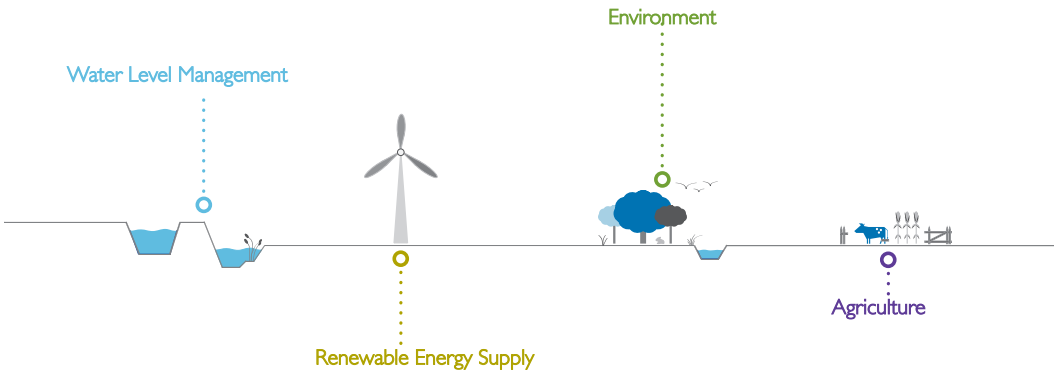 Environment
Water Level Management
Agriculture
Renewable Energy Supply